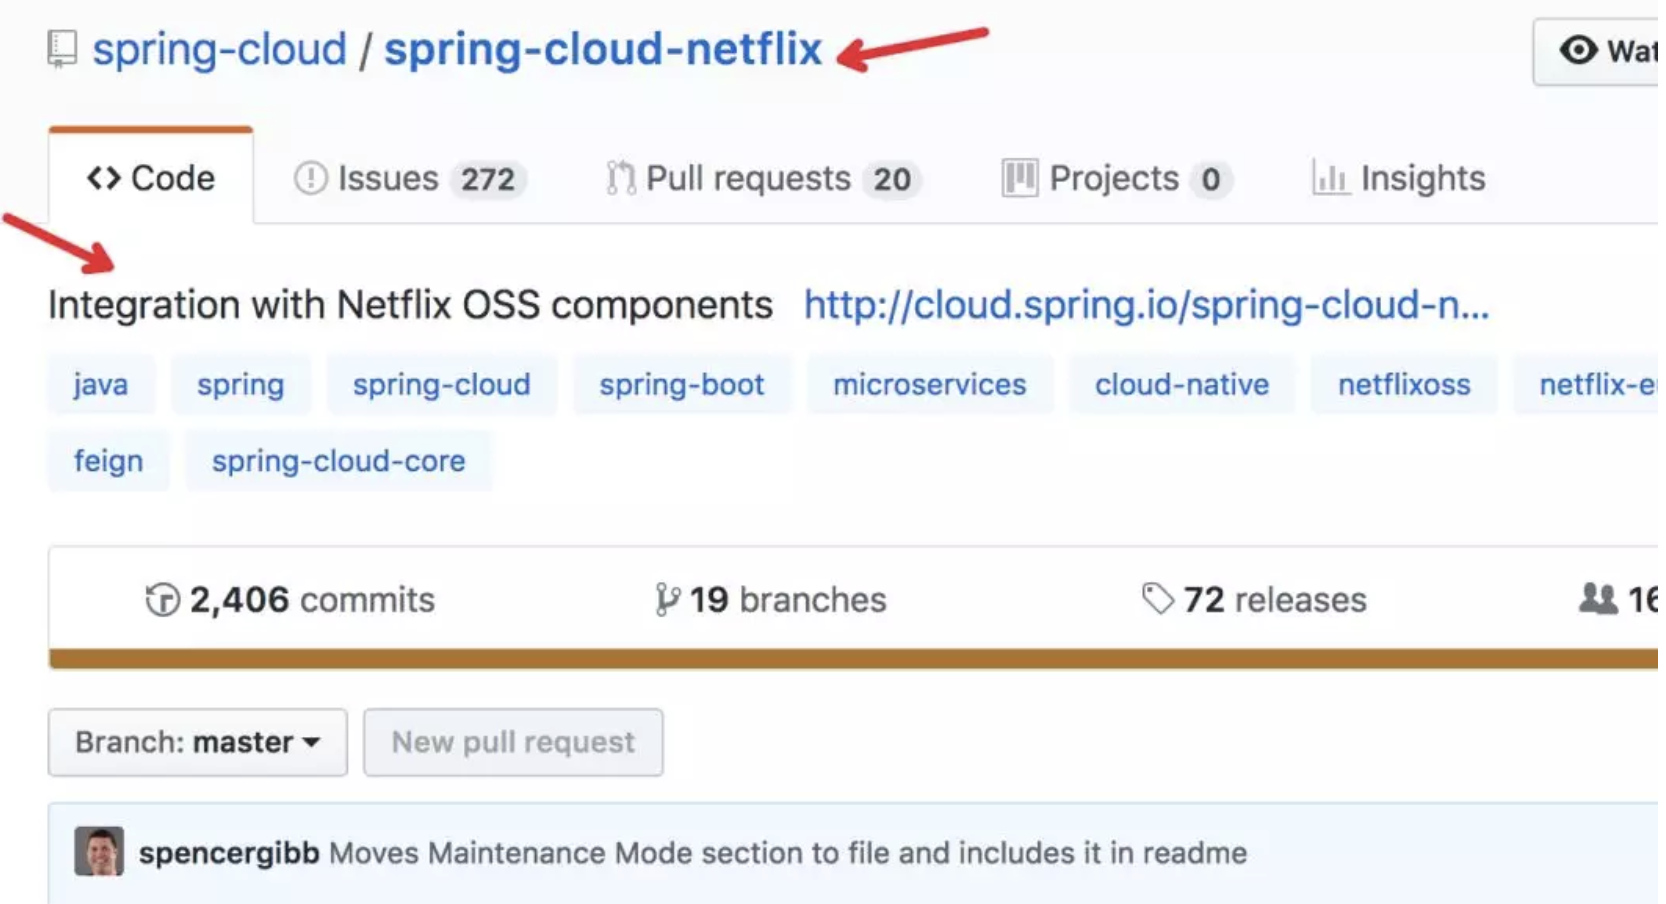 spring-cloud / spring-cloud-netflix
Code Issues 272 Pull requests 20 Projects 0 Insights
Integration with Netflix OSS components http://cloud.spring.io/spring-cloud-n...
java spring spring-cloud spring-boot microservices cloud-native netflixoss
feign spring-cloud-core
2,406 commits 19 branches 72 releases
Branch: master New pull request
spencergibb Moves Maintenance Mode section to file and includes it in readme